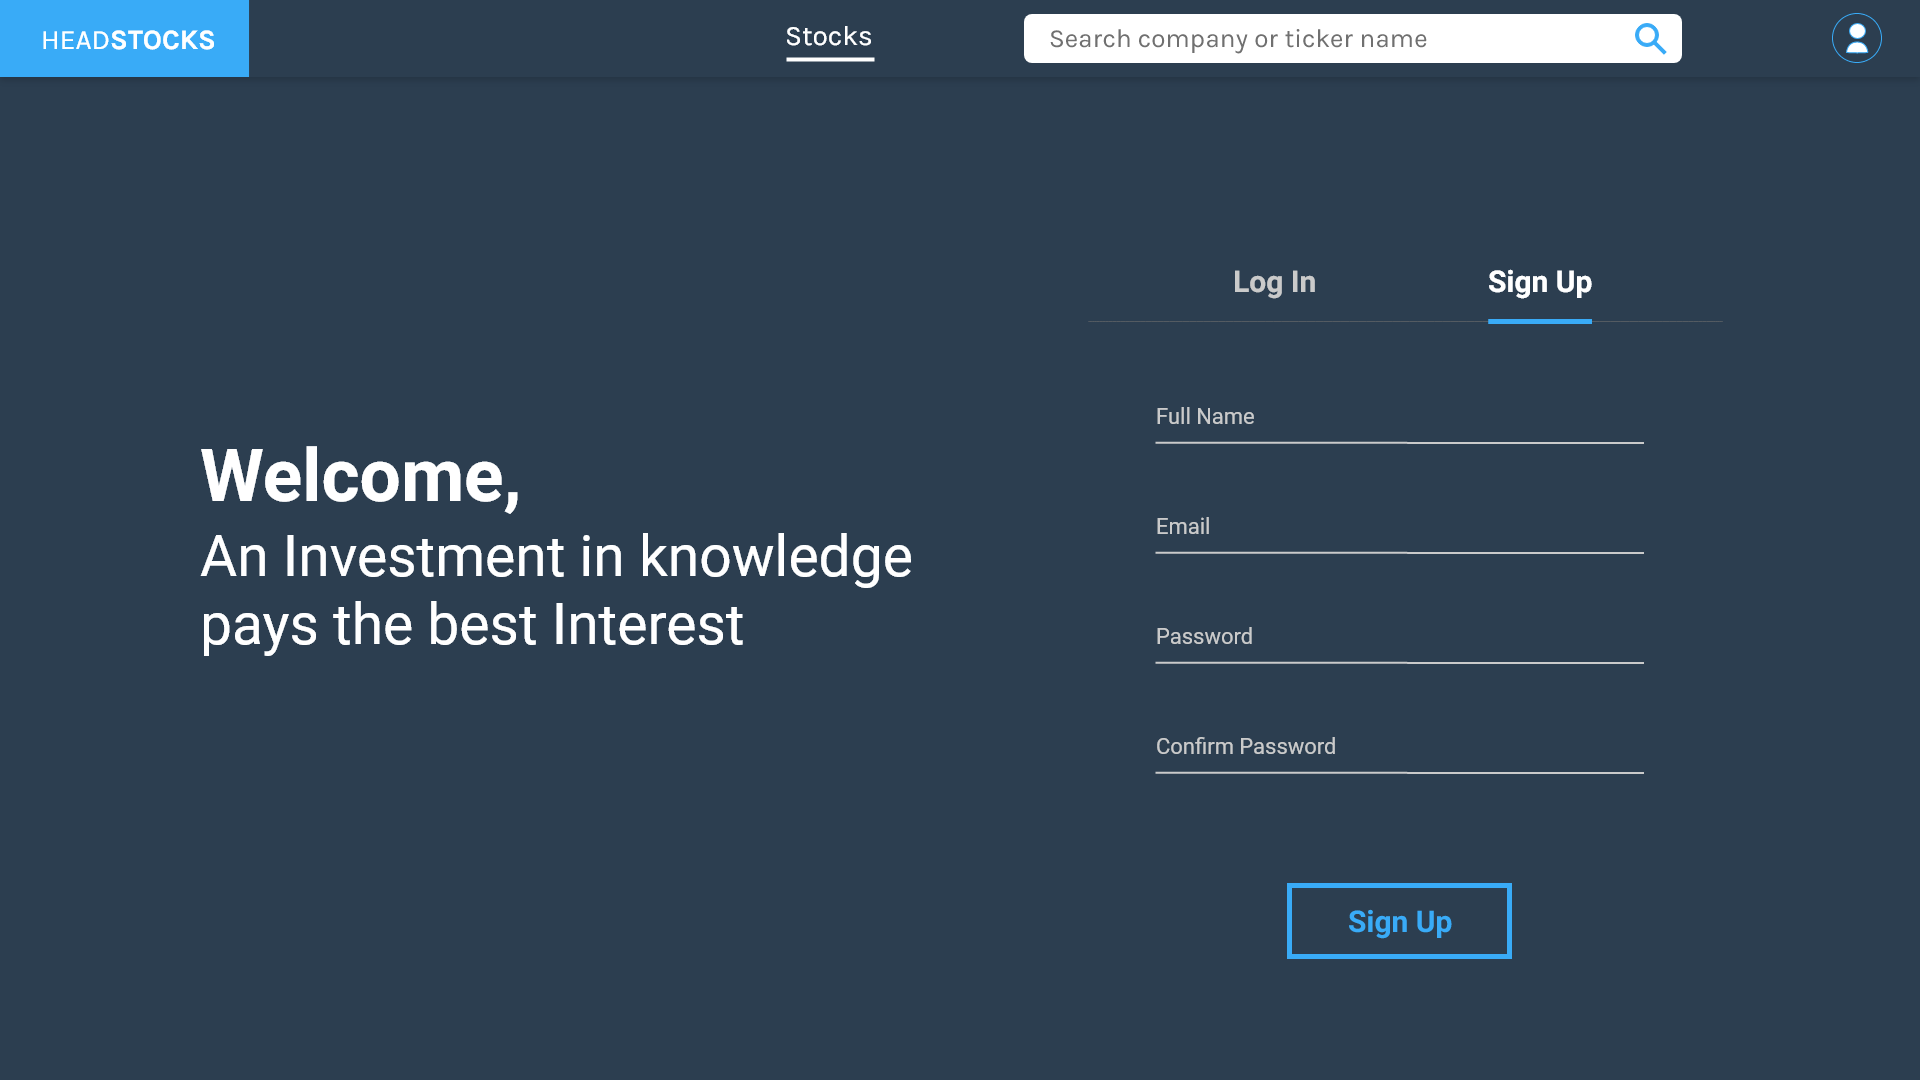 HEADSTOCKS
Stocks
Search company or ticker name
Log In
Sign Up
Welcome,
An Investment in knowledge
pays the best Interest
Full Name
Email
Password
Confirm Password
Sign Up